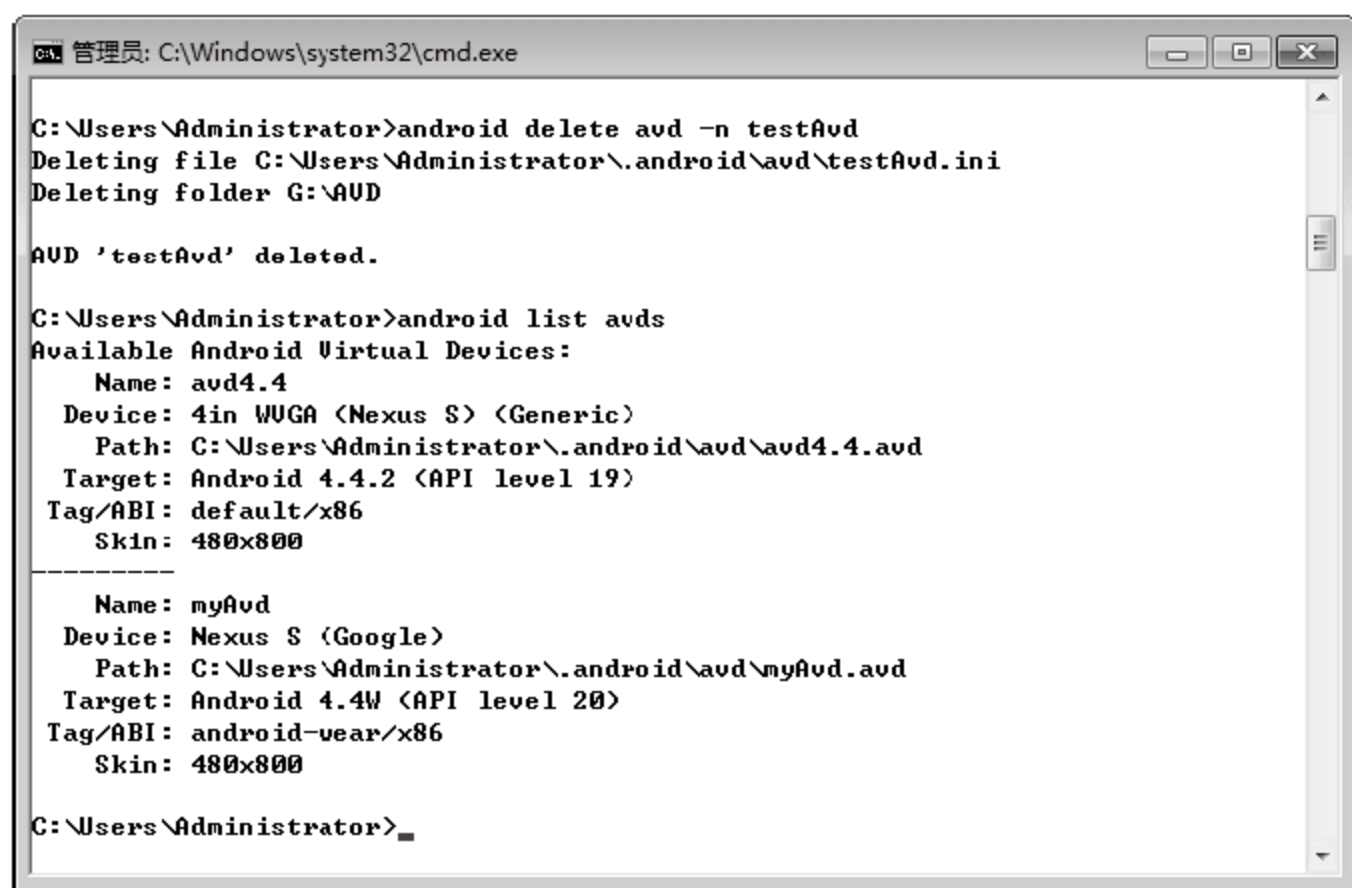 管理员: C:\Windows\system32\cmd.exe
C:\Users\Administrator>android delete avd -n testAvd
Deleting file C:\Users\Administrator\.android\avd\testAvd.ini
Deleting folder G:\AVD
AVD 'testAvd' deleted.
C:\Users\Administrator>android list avds
Available Android Virtual Devices:
    Name: avd4.4
  Device: 4in WVGA (Nexus S) (Generic)
    Path: C:\Users\Administrator\.android\avd\avd4.4.avd
  Target: Android 4.4.2 (API level 19)
 Tag/ABI: default/x86
    Skin: 480x800
---------
    Name: myAvd
  Device: Nexus S (Google)
    Path: C:\Users\Administrator\.android\avd\myAvd.avd
  Target: Android 4.4W (API level 20)
 Tag/ABI: android-wear/x86
    Skin: 480x800
C:\Users\Administrator>_